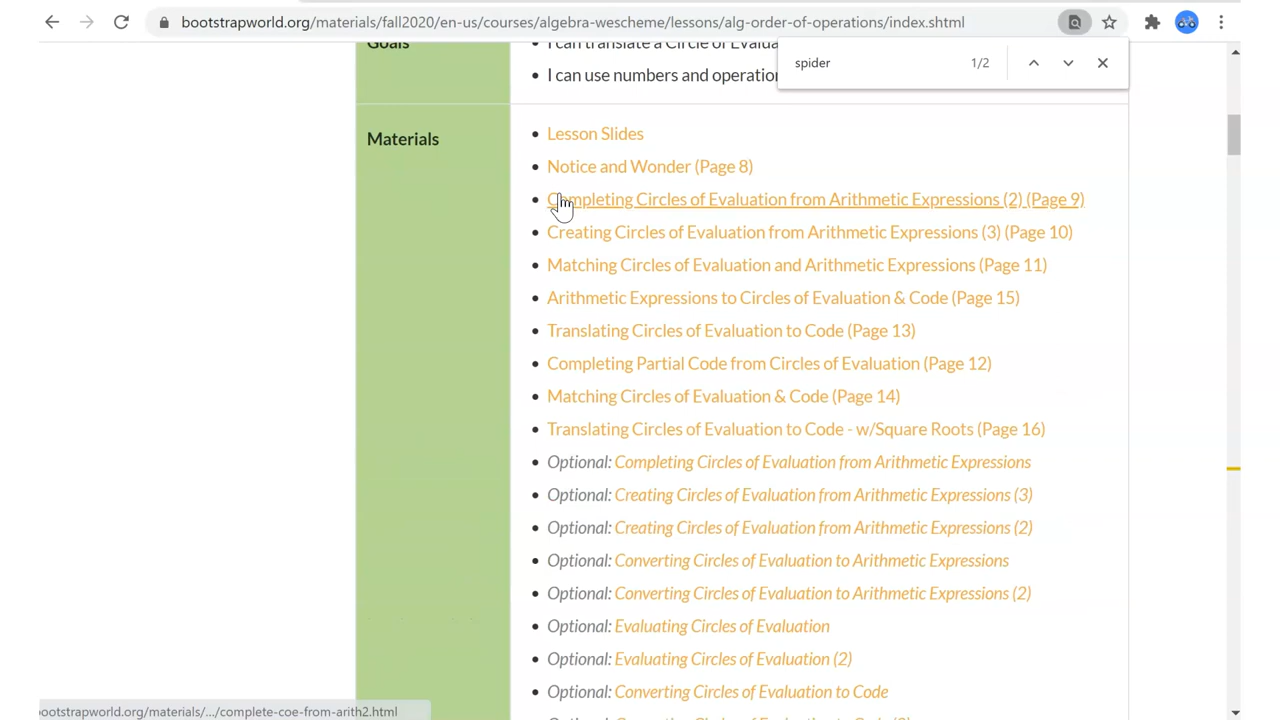 bootstrapworld.org/materials/fall2020/en-us/courses/algebra-wescheme/lessons/alg-order-of-operations/index.shtml
spider 1/2
Goals
I can translate a Circle of Evalua
I can use numbers and operation
Materials
Lesson Slides
Notice and Wonder (Page 8)
Completing Circles of Evaluation from Arithmetic Expressions (2) (Page 9)
Creating Circles of Evaluation from Arithmetic Expressions (3) (Page 10)
Matching Circles of Evaluation and Arithmetic Expressions (Page 11)
Arithmetic Expressions to Circles of Evaluation & Code (Page 15)
Translating Circles of Evaluation to Code (Page 13)
Completing Partial Code from Circles of Evaluation (Page 12)
Matching Circles of Evaluation & Code (Page 14)
Translating Circles of Evaluation to Code - w/Square Roots (Page 16)
Optional: Completing Circles of Evaluation from Arithmetic Expressions
Optional: Creating Circles of Evaluation from Arithmetic Expressions (3)
Optional: Creating Circles of Evaluation from Arithmetic Expressions (2)
Optional: Converting Circles of Evaluation to Arithmetic Expressions
Optional: Converting Circles of Evaluation to Arithmetic Expressions (2)
Optional: Evaluating Circles of Evaluation
Optional: Evaluating Circles of Evaluation (2)
Optional: Converting Circles of Evaluation to Code
ootstrapworld.org/materials/.../complete-coe-from-arith2.html